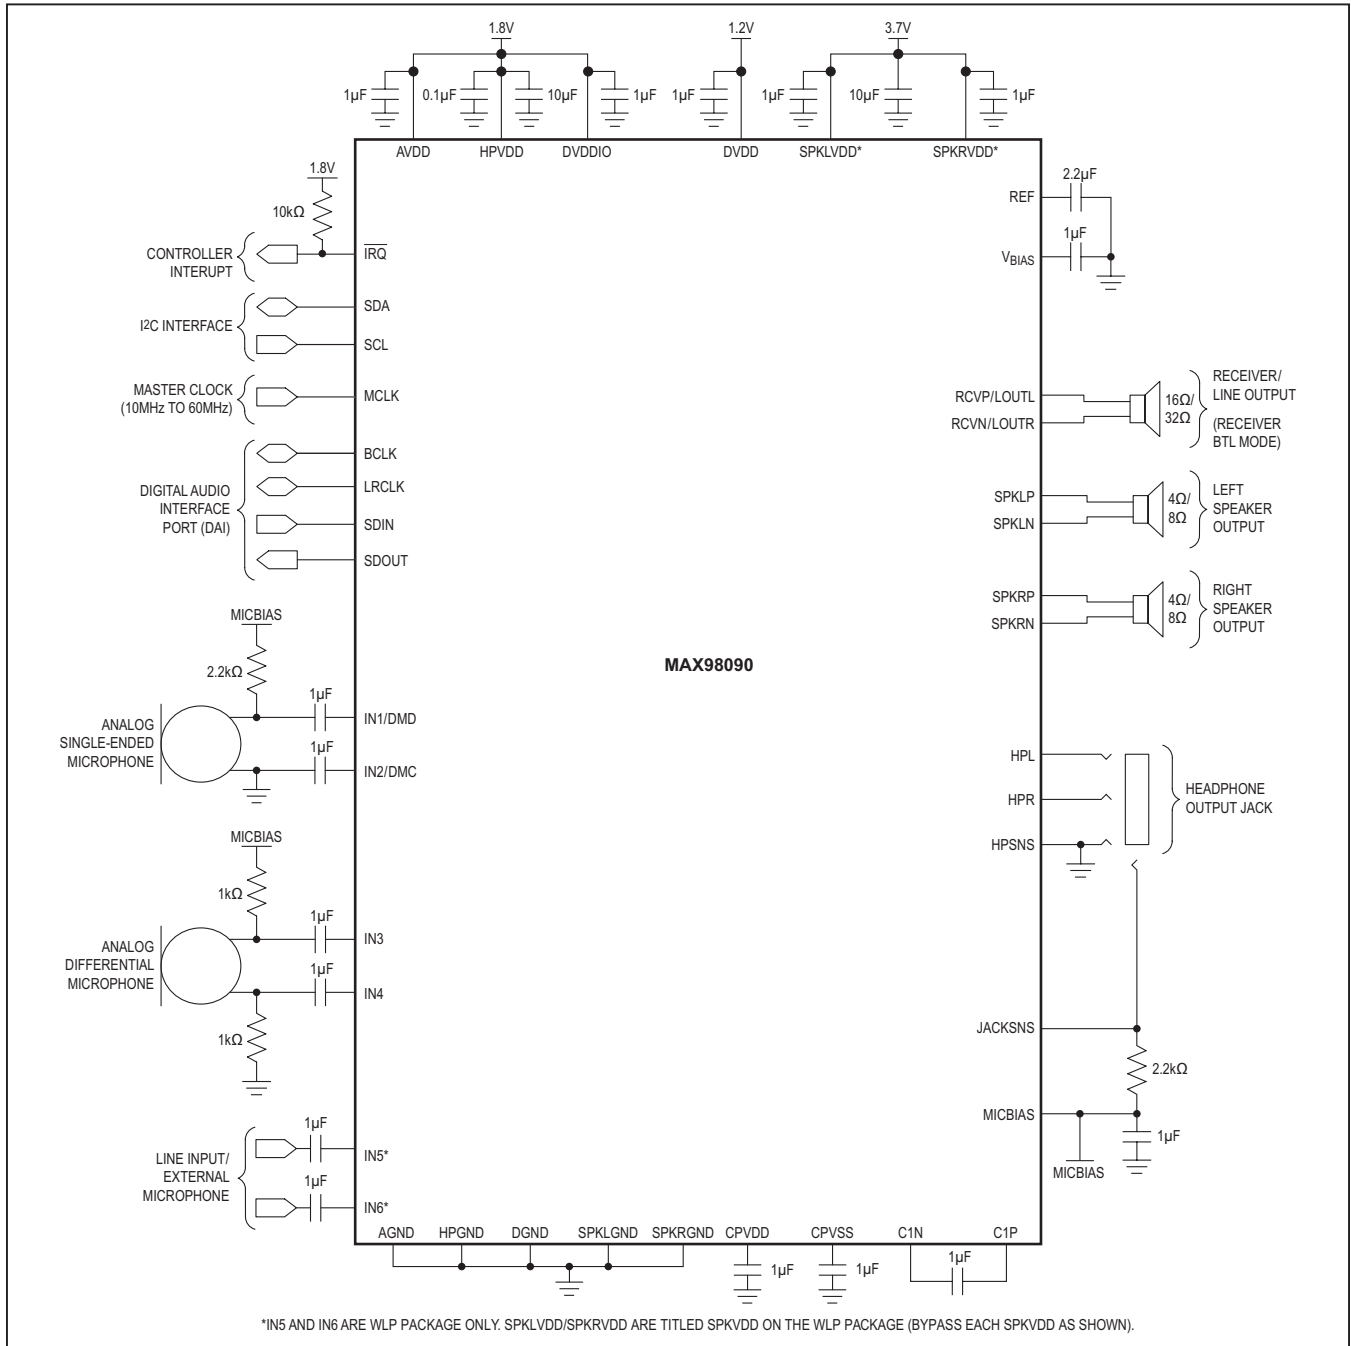 1.8V
1.2V
3.7V
1µF
0.1µF
10µF
1µF
1µF
1µF
10µF
1µF
AVDD
HPVDD
DVDDIO
DVDD
SPKLVDD*
SPKRVDD*
1.8V
10kΩ
CONTROLLER
INTERUPT
IRQ
I2C INTERFACE
SDA
SCL
MASTER CLOCK
(10MHz TO 60MHz)
MCLK
DIGITAL AUDIO
INTERFACE
PORT (DAI)
BCLK
LRCLK
SDIN
SDOUT
MICBIAS
2.2kΩ
1µF
ANALOG
SINGLE-ENDED
MICROPHONE
IN1/DMD
1µF
IN2/DMC
MICBIAS
1kΩ
1µF
ANALOG
DIFFERENTIAL
MICROPHONE
IN3
1µF
IN4
1kΩ
1µF
LINE INPUT/
EXTERNAL
MICROPHONE
IN5*
1µF
IN6*
MAX98090
REF
2.2µF
VBIAS
1µF
RCVP/LOUTL
RCVN/LOUTR
16Ω/
32Ω
RECEIVER/
LINE OUTPUT
(RECEIVER
BTL MODE)
SPKLP
SPKLN
4Ω/
8Ω
LEFT
SPEAKER
OUTPUT
SPKRP
SPKRN
4Ω/
8Ω
RIGHT
SPEAKER
OUTPUT
HPL
HPR
HPSNS
HEADPHONE
OUTPUT JACK
JACKSNS
2.2kΩ
MICBIAS
1µF
MICBIAS
AGND
HPGND
DGND
SPKLGND
SPKRGND
CPVDD
CPVSS
C1N
C1P
1µF
1µF
1µF
*IN5 AND IN6 ARE WLP PACKAGE ONLY. SPKLVDD/SPKRVDD ARE TITLED SPKVDD ON THE WLP PACKAGE (BYPASS EACH SPKVDD AS SHOWN).